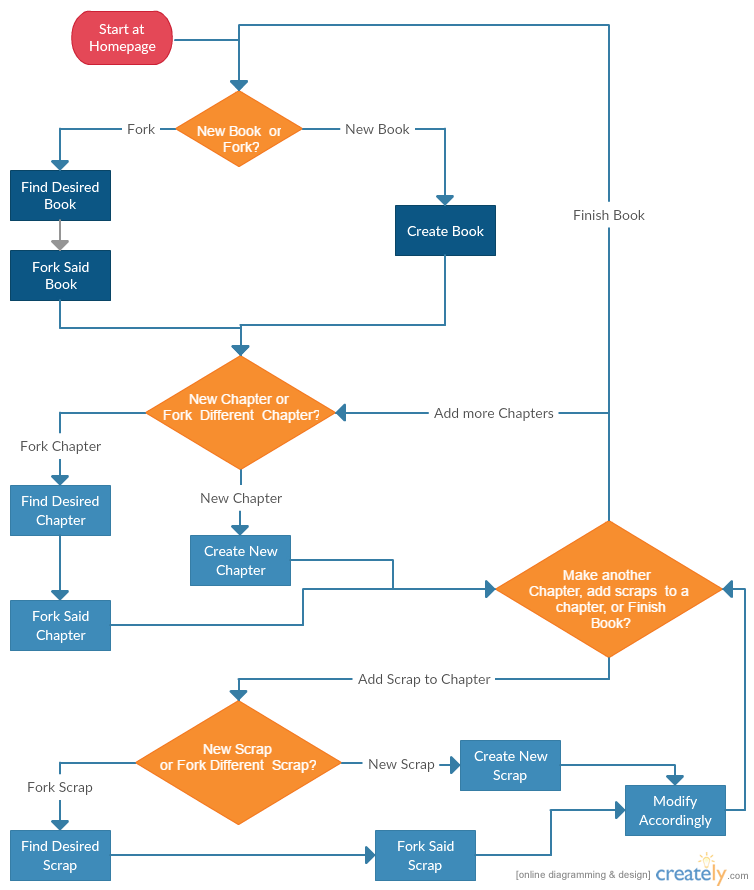 Start at
Homepage
New Book or
Fork?
Fork
New Book
Find Desired
Book
Create Book
Finish Book
Fork Said
Book
New Chapter or
Fork Different Chapter?
Add more Chapters
Fork Chapter
New Chapter
Find Desired
Chapter
Create New
Chapter
Make another
Chapter, add scraps to a
chapter, or Finish
Book?
Fork Said
Chapter
Add Scrap to Chapter
New Scrap
or Fork Different Scrap?
New Scrap
Create New
Scrap
Fork Scrap
Modify
Accordingly
Find Desired
Scrap
Fork Said
Scrap
[online diagramming & design] creately.com